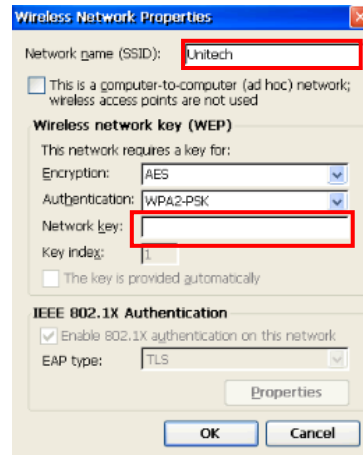 Wireless Network Properties
Network name (SSID): Unitech
This is a computer-to-computer (ad hoc) network;
wireless access points are not used
Wireless network key (WEP)
This network requires a key for:
Encryption: AES
Authentication: WPA2-PSK
Network key:
Key index: 1
The key is provided automatically
IEEE 802.1X Authentication
Enable 802.1X authentication on this network
EAP type: TLS
Properties
OK Cancel